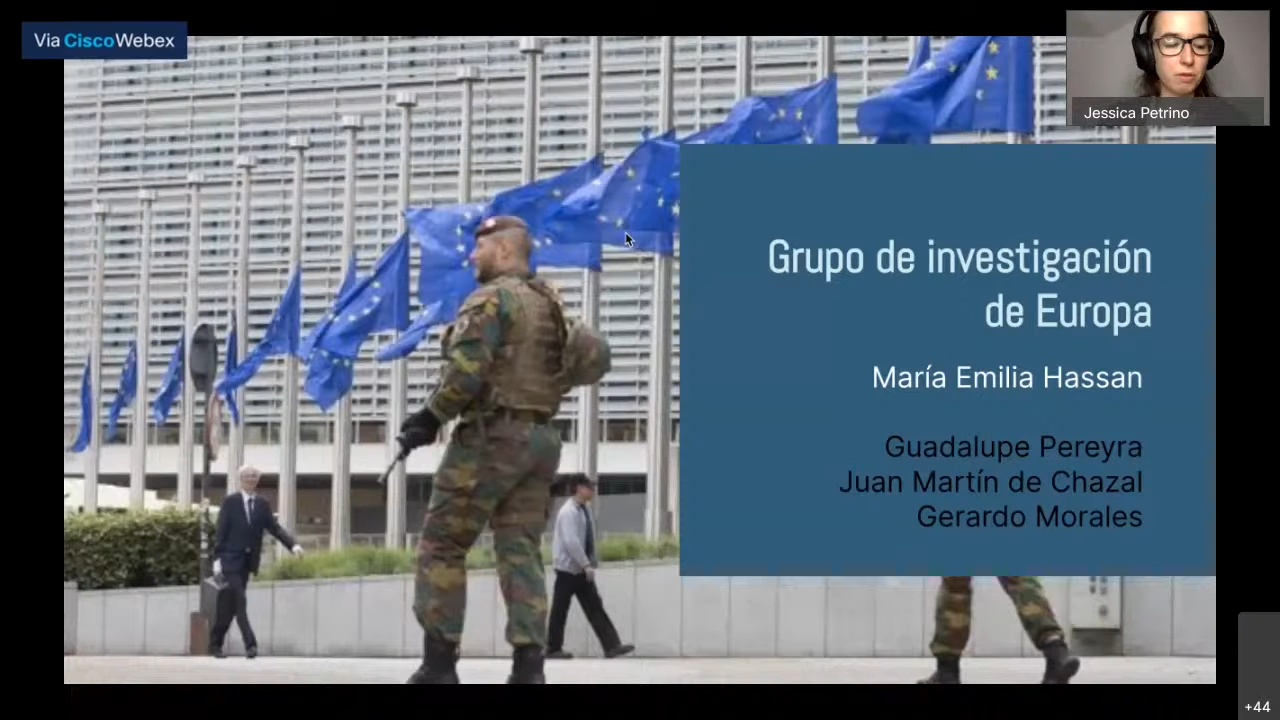 Via CiscoWebex
Jessica Petrino
Grupo de investigación
de Europa
María Emilia Hassan
Guadalupe Pereyra
Juan Martín de Chazal
Gerardo Morales
+44